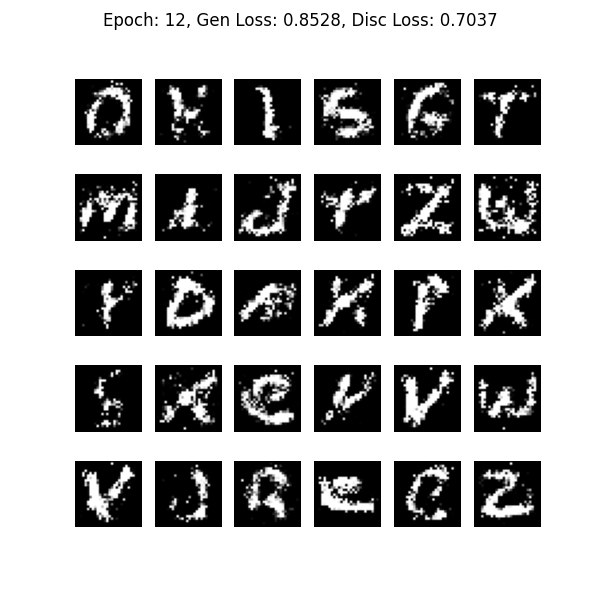 Epoch: 12, Gen Loss: 0.8528, Disc Loss: 0.7037
O K I S G T
M J Y Z W
D X
C V W
V J R C Z